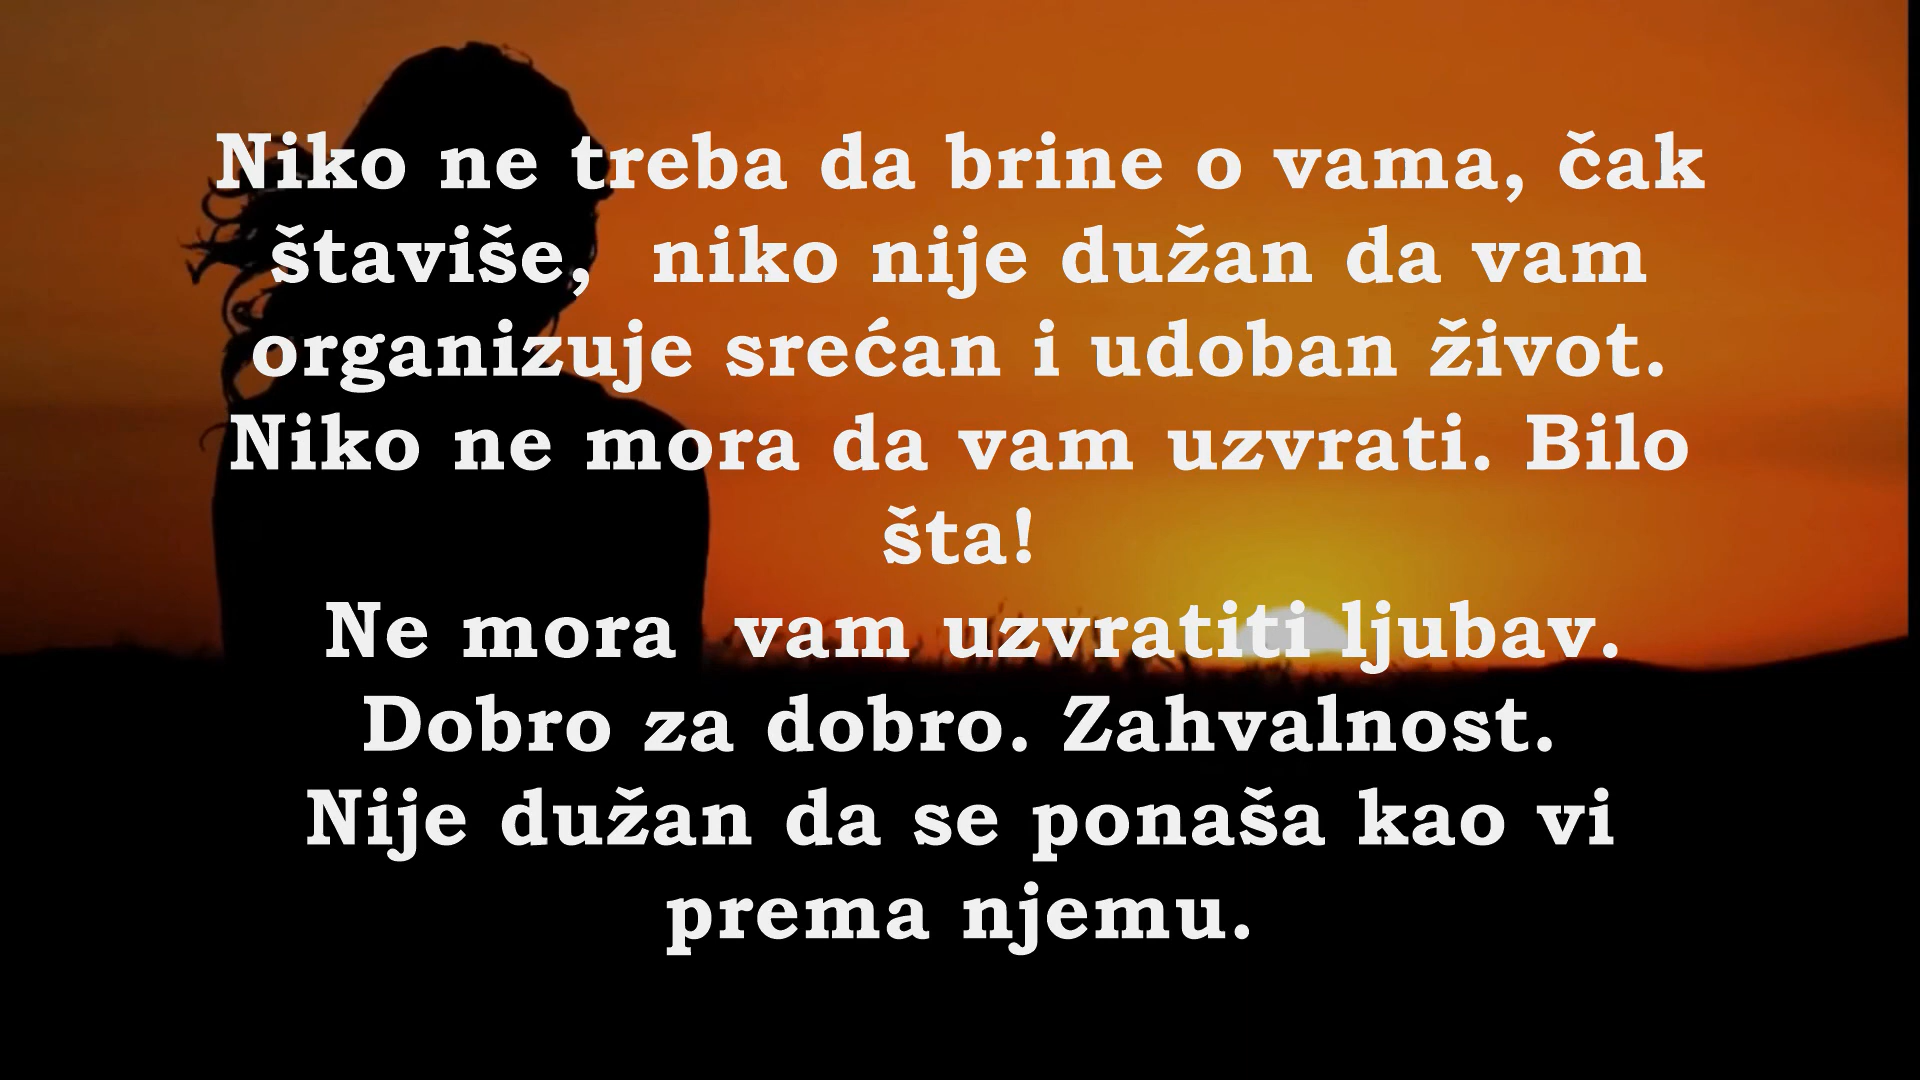 Niko ne treba da brine o vama, čak
štaviše,  niko nije dužan da vam
organizuje srećan i udoban život.
Niko ne mora da vam uzvrati. Bilo
šta!
Ne mora  vam uzvratiti ljubav.
Dobro za dobro. Zahvalnost.
Nije dužan da se ponaša kao vi
prema njemu.